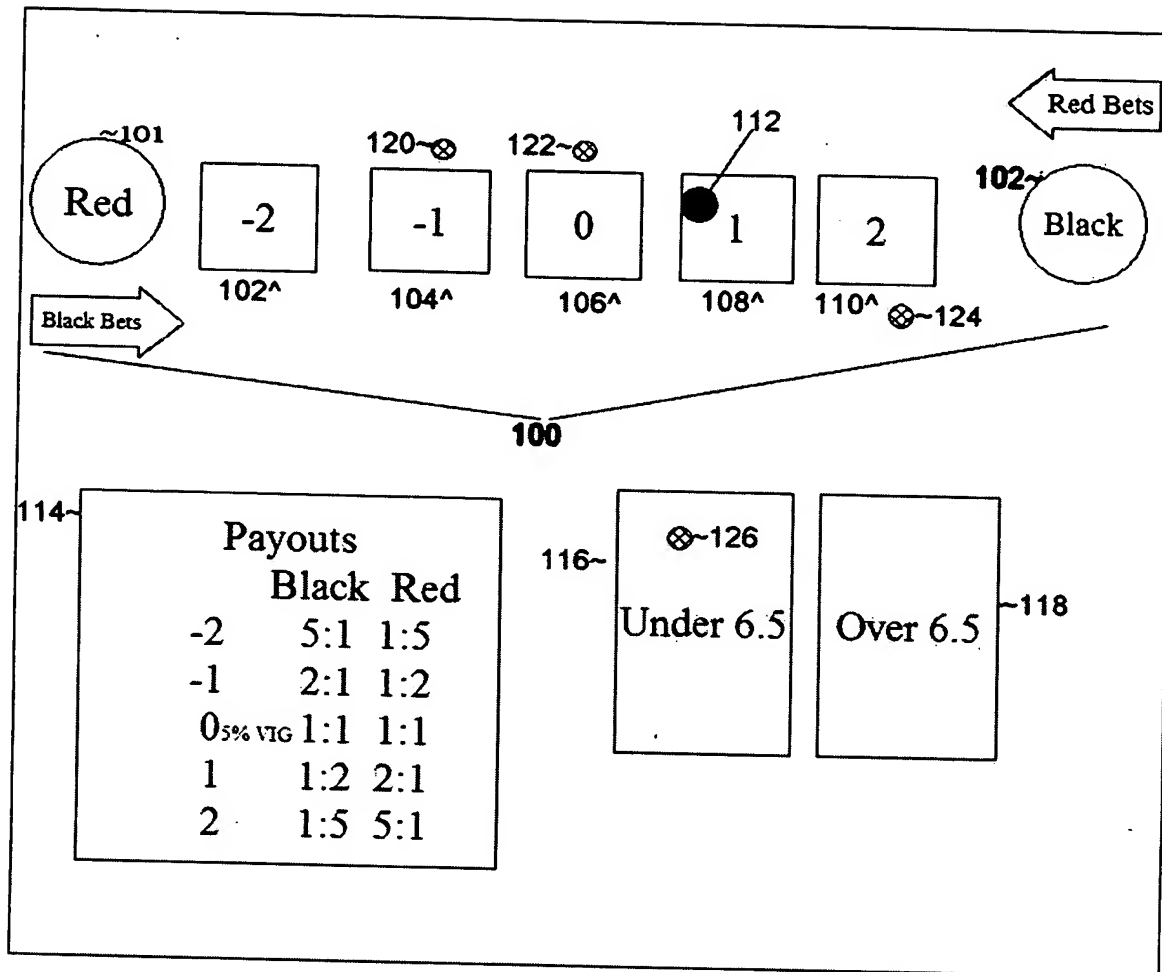 Red Bets
~101
120~
122~
112
102~
Red
-2
-1
0
1
2
Black
102^
104^
106^
108^
110^
~124
Black Bets
100
114~
Payouts
Black Red
-2 5:1 1:5
-1 2:1 1:2
0 5% VIG 1:1 1:1
1 1:2 2:1
2 1:5 5:1
116~
~126
Under 6.5
Over 6.5
~118